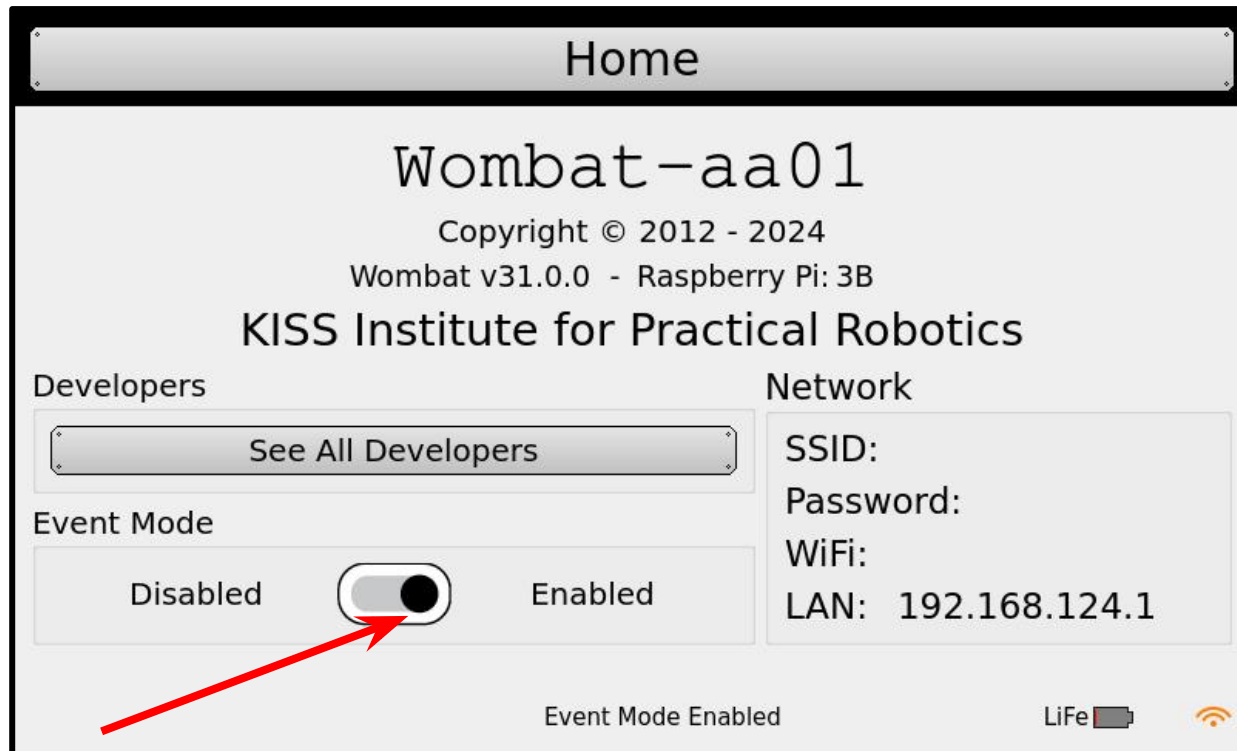 Home
Wombat-aa01
Copyright © 2012 - 2024
Wombat v31.0.0 - Raspberry Pi: 3B
KISS Institute for Practical Robotics
Developers
See All Developers
Event Mode
Disabled
Enabled
Network
SSID:
Password:
WiFi:
LAN: 192.168.124.1
Event Mode Enabled
LiFe